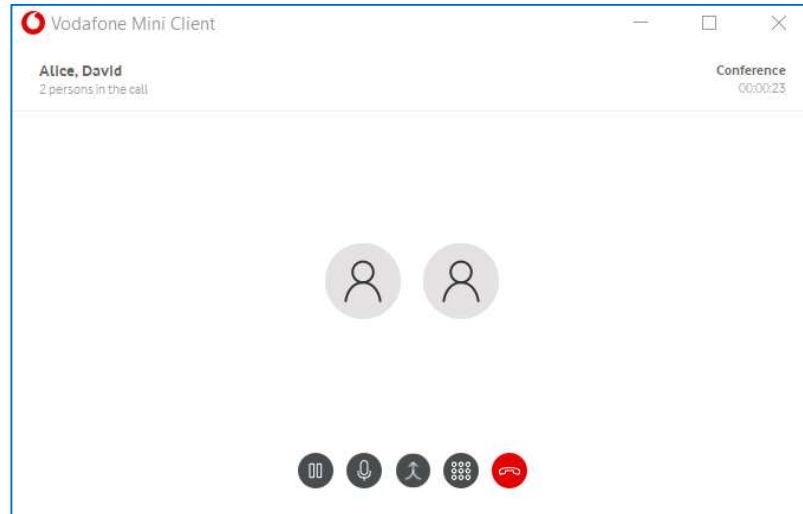 Vodafone Mini Client
Alice, David
2 persons in the call
Conference
00:00:23